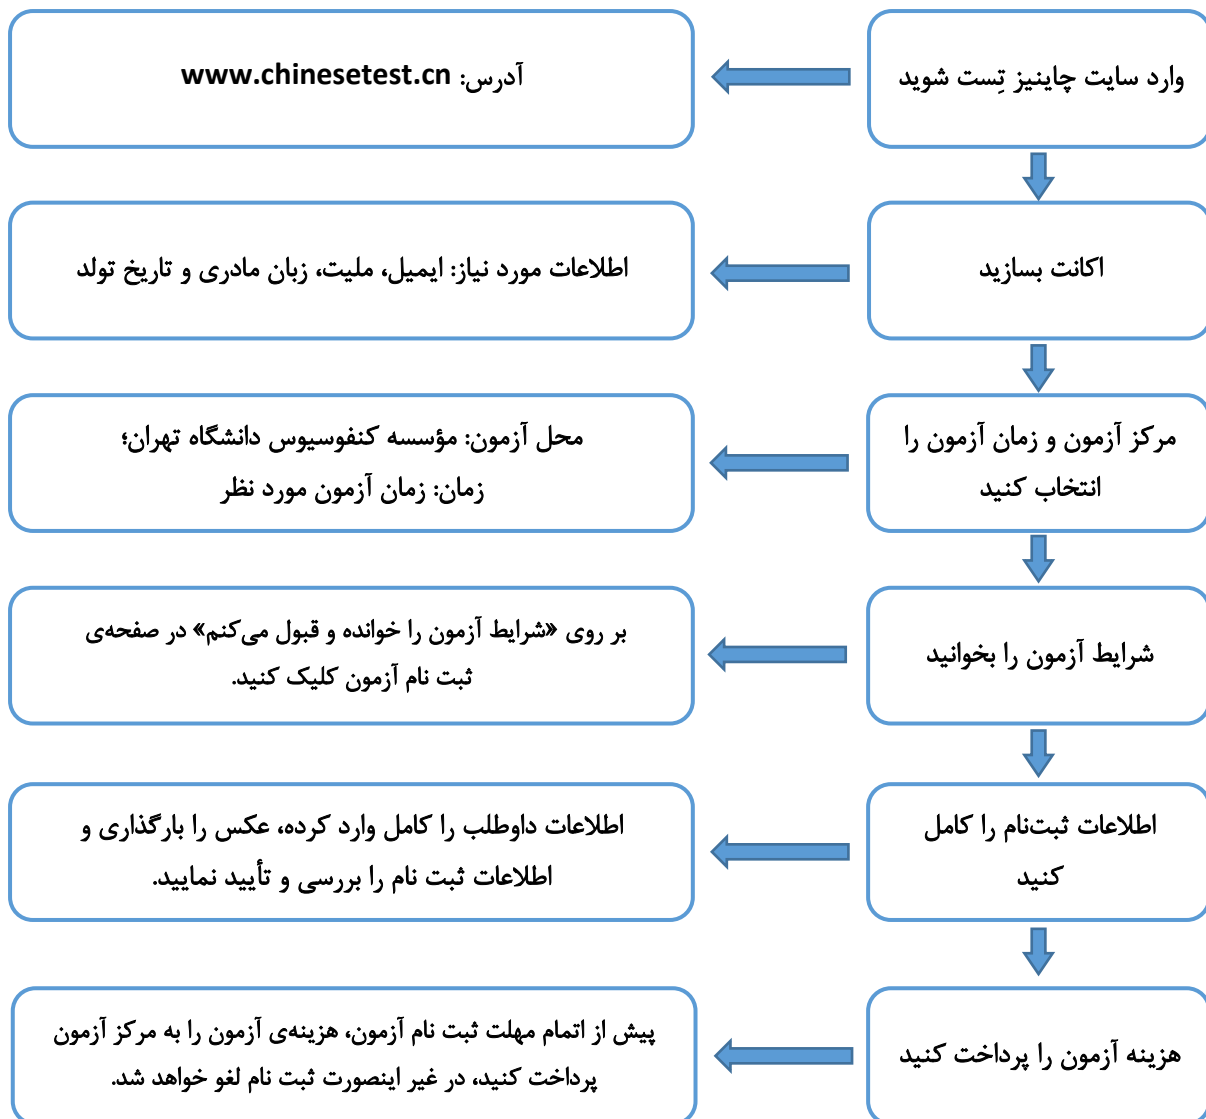 وارد سایت چاینیز تِست شوید
آدرس: www.chinesetest.cn
اکانت بسازید
اطلاعات مورد نیاز: ایمیل، ملیت، زبان مادری و تاریخ تولد
مرکز آزمون و زمان آزمون را
انتخاب کنید
محل آزمون: مؤسسه کنفوسیوس دانشگاه تهران؛
زمان: زمان آزمون مورد نظر
شرایط آزمون را بخوانید
بر روی «شرایط آزمون را خوانده و قبول می‌کنم» در صفحه‌ی
ثبت نام آزمون کلیک کنید.
اطلاعات ثبت‌نام را کامل
کنید
اطلاعات داوطلب را کامل وارد کرده، عکس را بارگذاری و
اطلاعات ثبت نام را بررسی و تأیید نمایید.
هزینه آزمون را پرداخت کنید
پیش از اتمام مهلت ثبت نام آزمون، هزینه‌ی آزمون را به مرکز آزمون
پرداخت کنید، در غیر اینصورت ثبت نام لغو خواهد شد.